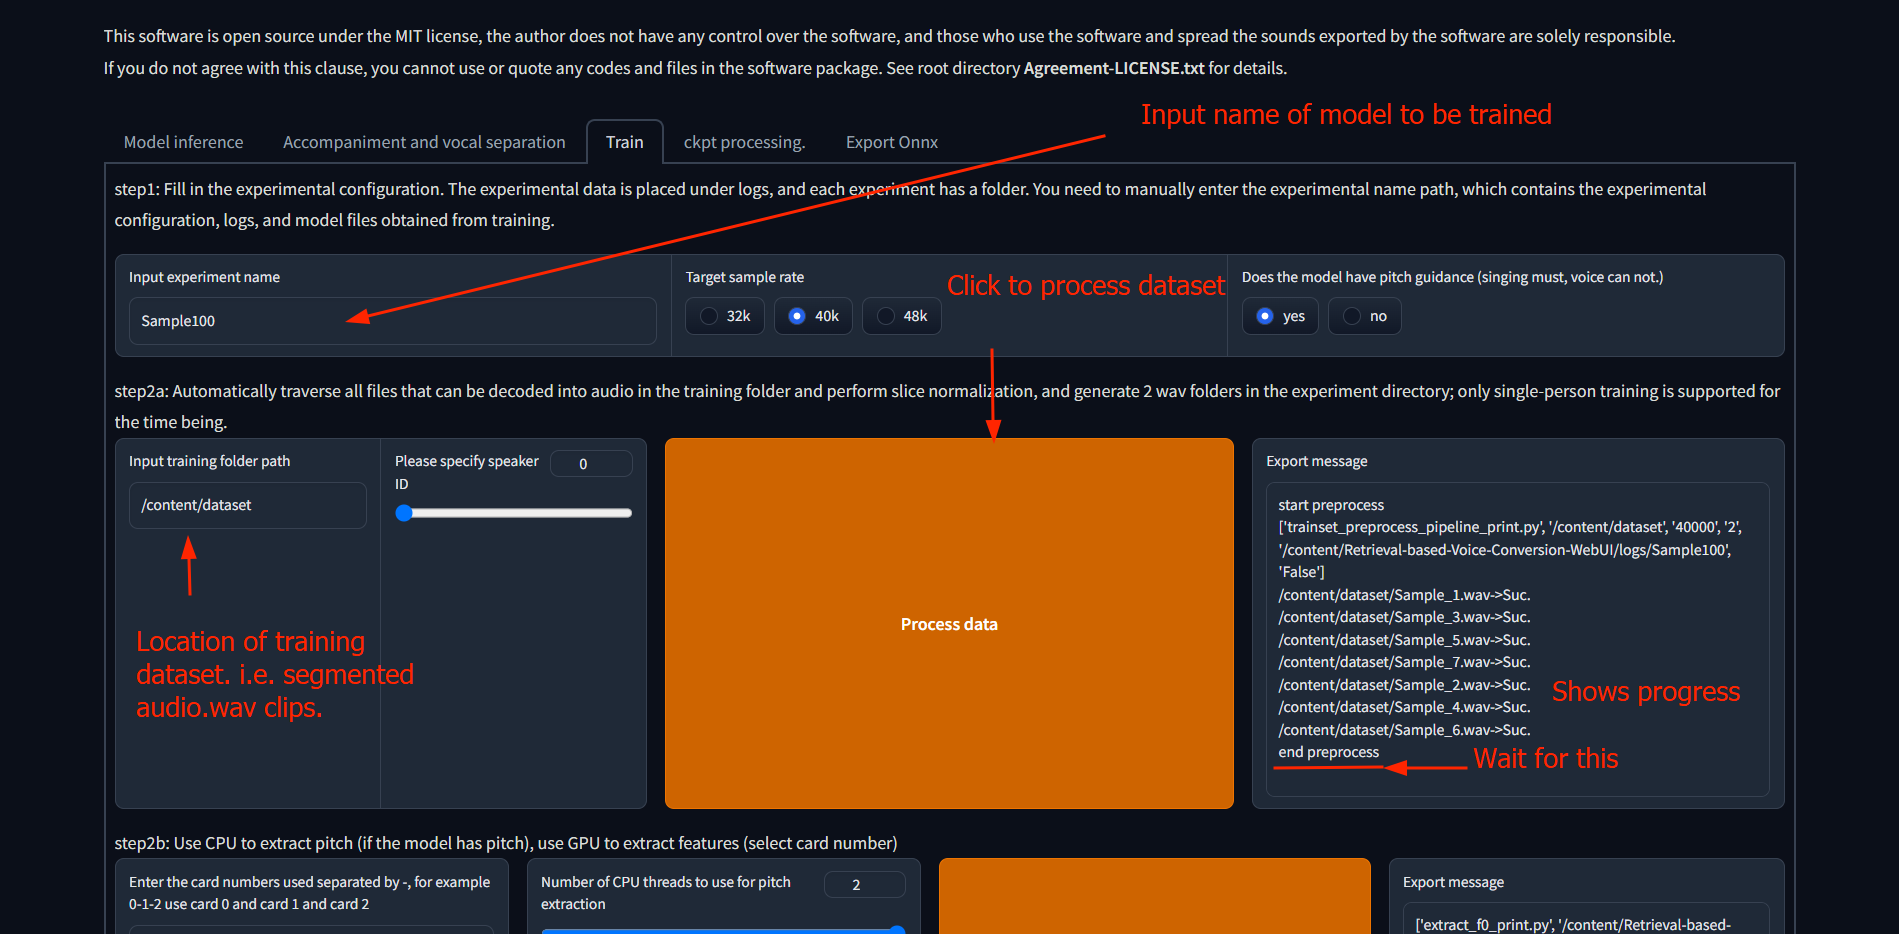 This software is open source under the MIT license, the author does not have any control over the software, and those who use the software and spread the sounds exported by the software are solely responsible.
If you do not agree with this clause, you cannot use or quote any codes and files in the software package. See root directory Agreement-LICENSE.txt for details.
Input name of model to be trained
Model inference
Accompaniment and vocal separation
Train
ckpt processing.
Export Onnx
step1: Fill in the experimental configuration. The experimental data is placed under logs, and each experiment has a folder. You need to manually enter the experimental name path, which contains the experimental
configuration, logs, and model files obtained from training.
Input experiment name
Sample100
Target sample rate
32k
40k
48k
Click to process dataset
Does the model have pitch guidance (singing must, voice can not.)
yes
no
step2a: Automatically traverse all files that can be decoded into audio in the training folder and perform slice normalization, and generate 2 wav folders in the experiment directory; only single-person training is supported for
the time being.
Input training folder path
/content/dataset
Location of training
dataset. i.e. segmented
audio.wav clips.
Please specify speaker
ID
0
Process data
Export message
start preprocess
['trainset_preprocess_pipeline_print.py', '/content/dataset', '40000', '2',
'/content/Retrieval-based-Voice-Conversion-WebUI/logs/Sample100',
'False']
/content/dataset/Sample_1.wav->Suc.
/content/dataset/Sample_3.wav->Suc.
/content/dataset/Sample_5.wav->Suc.
/content/dataset/Sample_7.wav->Suc.
/content/dataset/Sample_2.wav->Suc.
/content/dataset/Sample_4.wav->Suc.
/content/dataset/Sample_6.wav->Suc.
end preprocess
Shows progress
Wait for this
step2b: Use CPU to extract pitch (if the model has pitch), use GPU to extract features (select card number)
Enter the card numbers used separated by -, for example
0-1-2 use card 0 and card 1 and card 2
Number of CPU threads to use for pitch
extraction
2
Export message
['extract_f0_print.py', '/content/Retrieval-based-